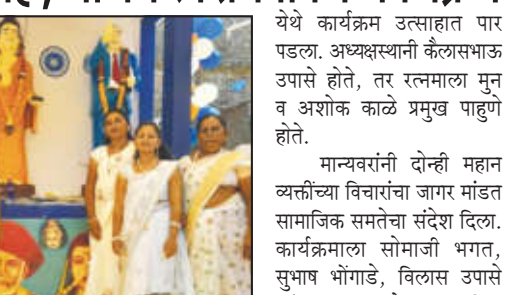 येथे कार्यक्रम उत्साहात पार
पडला. अध्यक्षस्थानी कैलासभाऊ
उपासे होते, तर रत्नमाला मुन
व अशोक काळे प्रमुख पाहुणे
होते.
मान्यवरांनी दोन्ही महान
व्यक्तींच्या विचारांचा जागर मांडत
सामाजिक समतेचा संदेश दिला.
कार्यक्रमाला सोमाजी भगत,
सुभाष भोंगाडे, विलास उपासे